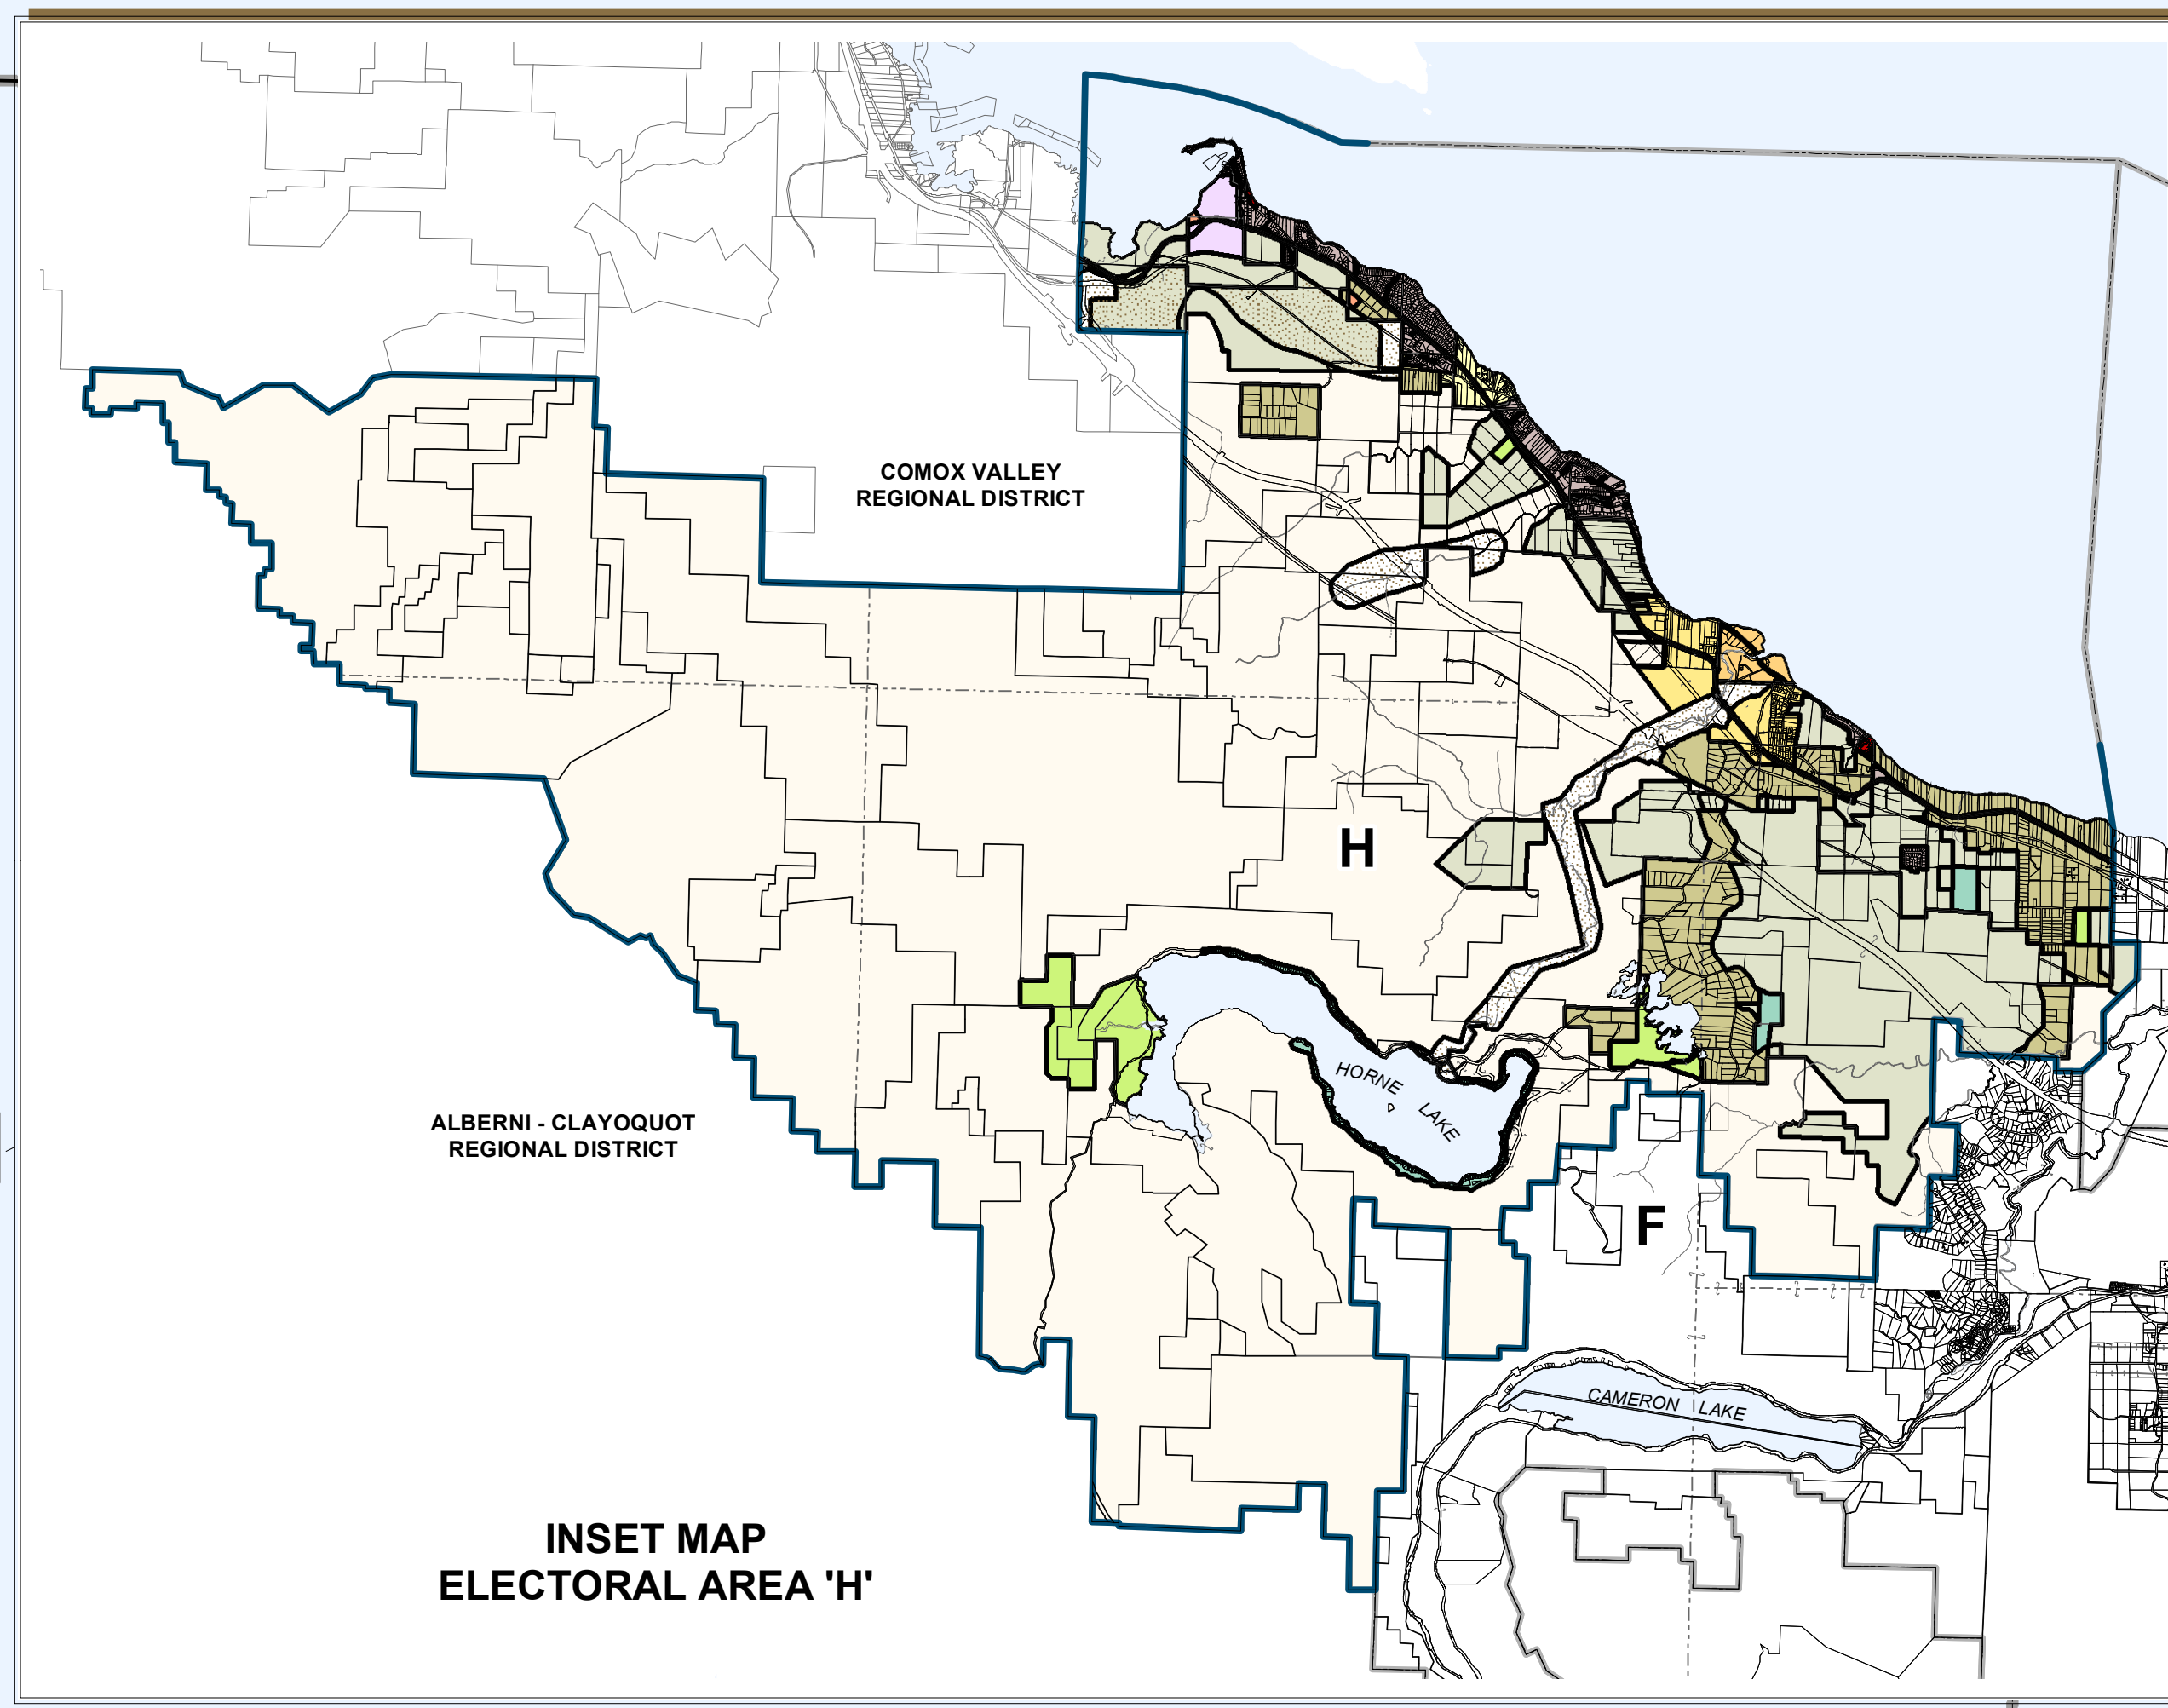 COMOX VALLEY
REGIONAL DISTRICT
H
HORNE LAKE
ALBERNI - CLAYOQUOT
REGIONAL DISTRICT
F
CAMERON LAKE
INSET MAP
ELECTORAL AREA 'H'